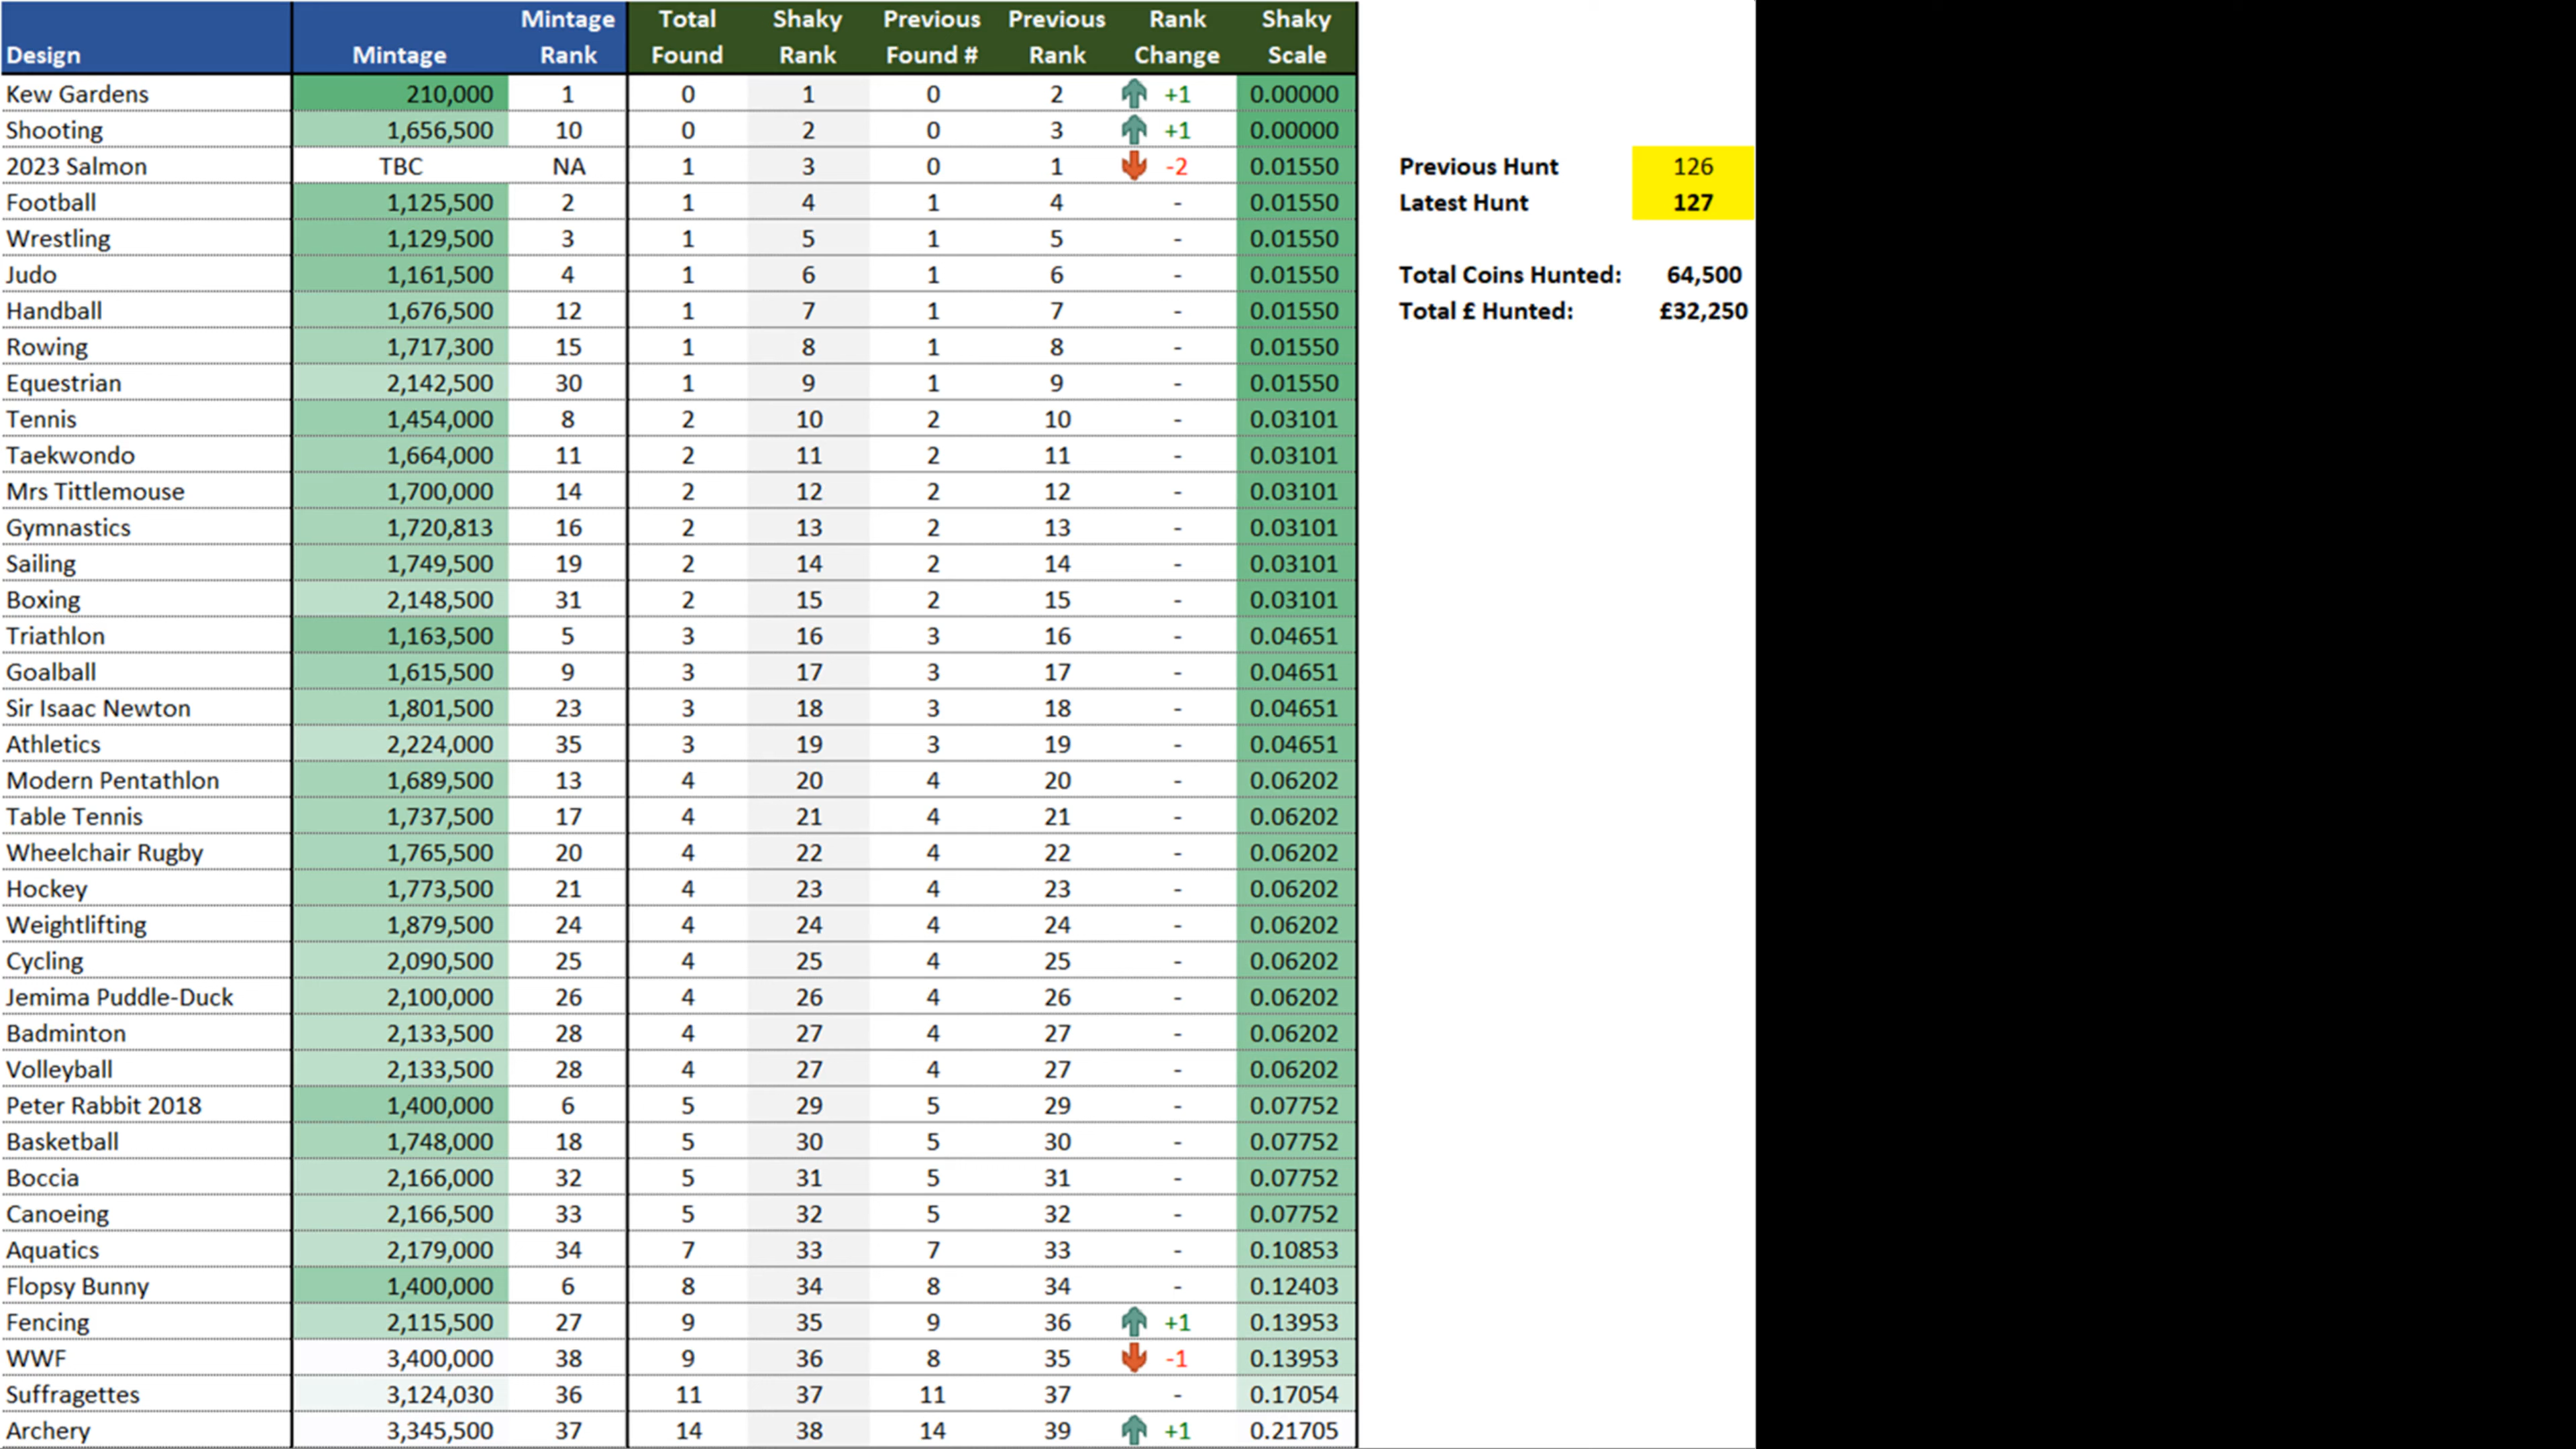 Design Mintage Mintage Rank Total Found Shaky Rank Previous Found # Previous Rank Rank Change Shaky Scale
Kew Gardens 210,000 1 0 1 0 2 +1 0.00000
Shooting 1,656,500 10 0 2 0 3 +1 0.00000
2023 Salmon TBC NA 1 3 0 1 -2 0.01550 Previous Hunt 126
Football 1,125,500 2 1 4 1 4 - 0.01550 Latest Hunt 127
Wrestling 1,129,500 3 1 5 1 5 - 0.01550
Judo 1,161,500 4 1 6 1 6 - 0.01550 Total Coins Hunted: 64,500
Handball 1,676,500 12 1 7 1 7 - 0.01550 Total £ Hunted: £32,250
Rowing 1,717,300 15 1 8 1 8 - 0.01550
Equestrian 2,142,500 30 1 9 1 9 - 0.01550
Tennis 1,454,000 8 2 10 2 10 - 0.03101
Taekwondo 1,664,000 11 2 11 2 11 - 0.03101
Mrs Tittlemouse 1,700,000 14 2 12 2 12 - 0.03101
Gymnastics 1,720,813 16 2 13 2 13 - 0.03101
Sailing 1,749,500 19 2 14 2 14 - 0.03101
Boxing 2,148,500 31 2 15 2 15 - 0.03101
Triathlon 1,163,500 5 3 16 3 16 - 0.04651
Goalball 1,615,500 9 3 17 3 17 - 0.04651
Sir Isaac Newton 1,801,500 23 3 18 3 18 - 0.04651
Athletics 2,224,000 35 3 19 3 19 - 0.04651
Modern Pentathlon 1,689,500 13 4 20 4 20 - 0.06202
Table Tennis 1,737,500 17 4 21 4 21 - 0.06202
Wheelchair Rugby 1,765,500 20 4 22 4 22 - 0.06202
Hockey 1,773,500 21 4 23 4 23 - 0.06202
Weightlifting 1,879,500 24 4 24 4 24 - 0.06202
Cycling 2,090,500 25 4 25 4 25 - 0.06202
Jemima Puddle-Duck 2,100,000 26 4 26 4 26 - 0.06202
Badminton 2,133,500 28 4 27 4 27 - 0.06202
Volleyball 2,133,500 28 4 27 4 27 - 0.06202
Peter Rabbit 2018 1,400,000 6 5 29 5 29 - 0.07752
Basketball 1,748,000 18 5 30 5 30 - 0.07752
Boccia 2,166,000 32 5 31 5 31 - 0.07752
Canoeing 2,166,500 33 5 32 5 32 - 0.07752
Aquatics 2,179,000 34 7 33 7 33 - 0.10853
Flopsy Bunny 1,400,000 6 8 34 8 34 - 0.12403
Fencing 2,115,500 27 9 35 9 36 +1 0.13953
WWF 3,400,000 38 9 36 8 35 -1 0.13953
Suffragettes 3,124,030 36 11 37 11 37 - 0.17054
Archery 3,345,500 37 14 38 14 39 +1 0.21705